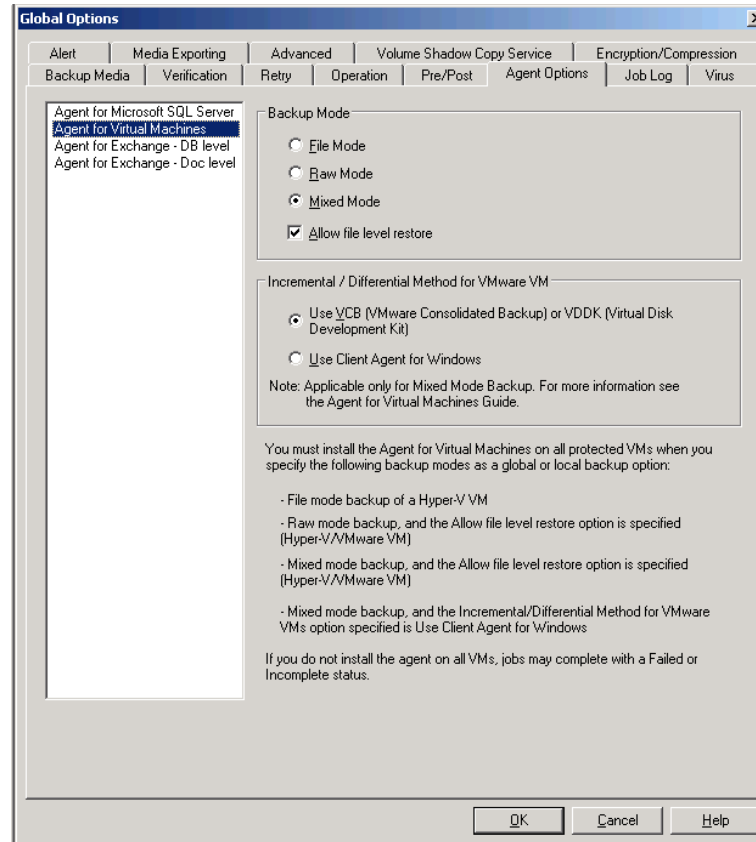 Global Options
Alert
Media Exporting
Advanced
Volume Shadow Copy Service
Encryption/Compression
Backup Media
Verification
Retry
Operation
Pre/Post
Agent Options
Job Log
Virus
Agent for Microsoft SQL Server
Agent for Virtual Machines
Agent for Exchange - DB level
Agent for Exchange - Doc level
Backup Mode
File Mode
Raw Mode
Mixed Mode
Allow file level restore
Incremental / Differential Method for VMware VM
Use VCB (VMware Consolidated Backup) or VDDK (Virtual Disk
Development Kit)
Use Client Agent for Windows
Note: Applicable only for Mixed Mode Backup. For more information see
the Agent for Virtual Machines Guide.
You must install the Agent for Virtual Machines on all protected VMs when you
specify the following backup modes as a global or local backup option:
- File mode backup of a Hyper-V VM
- Raw mode backup, and the Allow file level restore option is specified
(Hyper-V/VMware VM)
- Mixed mode backup, and the Allow file level restore option is specified
(Hyper-V/VMware VM)
- Mixed mode backup, and the Incremental/Differential Method for VMware
VMs option specified is Use Client Agent for Windows
If you do not install the agent on all VMs, jobs may complete with a Failed or
Incomplete status.
OK
Cancel
Help